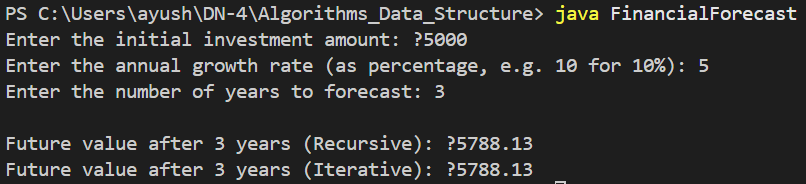 PS C:\Users\ayush\DN-4\Algorithms_Data_Structure> java FinancialForecast
Enter the initial investment amount: ?5000
Enter the annual growth rate (as percentage, e.g. 10 for 10%): 5
Enter the number of years to forecast: 3
Future value after 3 years (Recursive): ?5788.13
Future value after 3 years (Iterative): ?5788.13